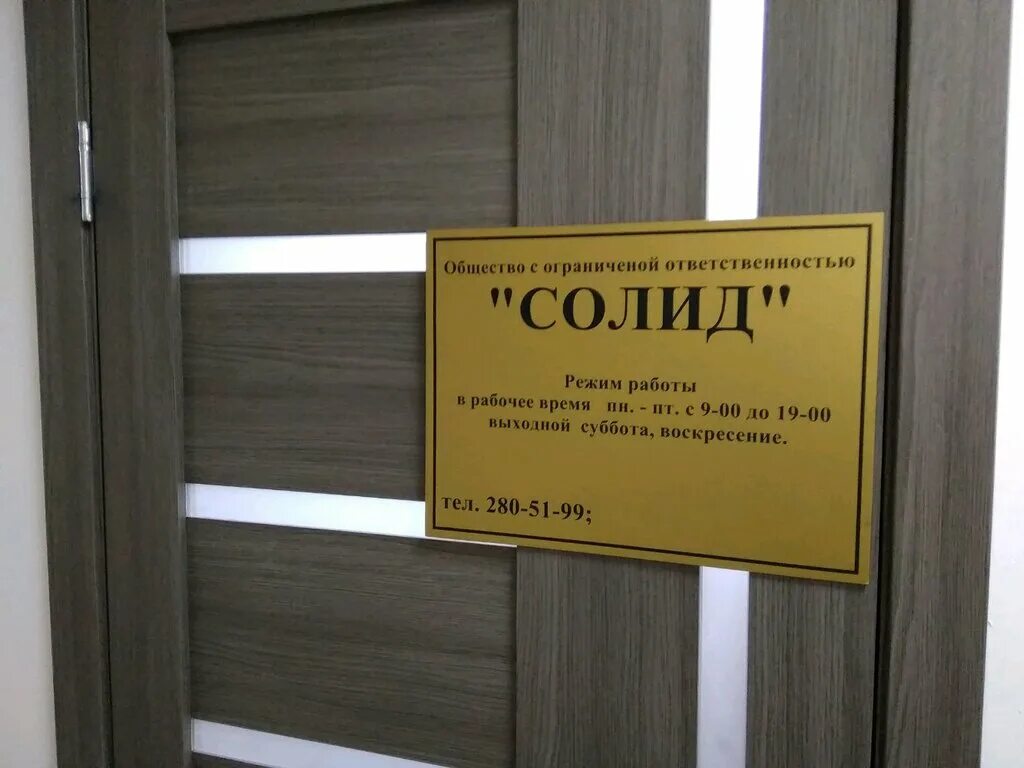 Общество с ограниченой ответственностью
"СОЛИД"
Режим работы
в рабочее время пн. - пт. с 9-00 до 19-00
выходной суббота, воскресение.
тел. 280-51-99;